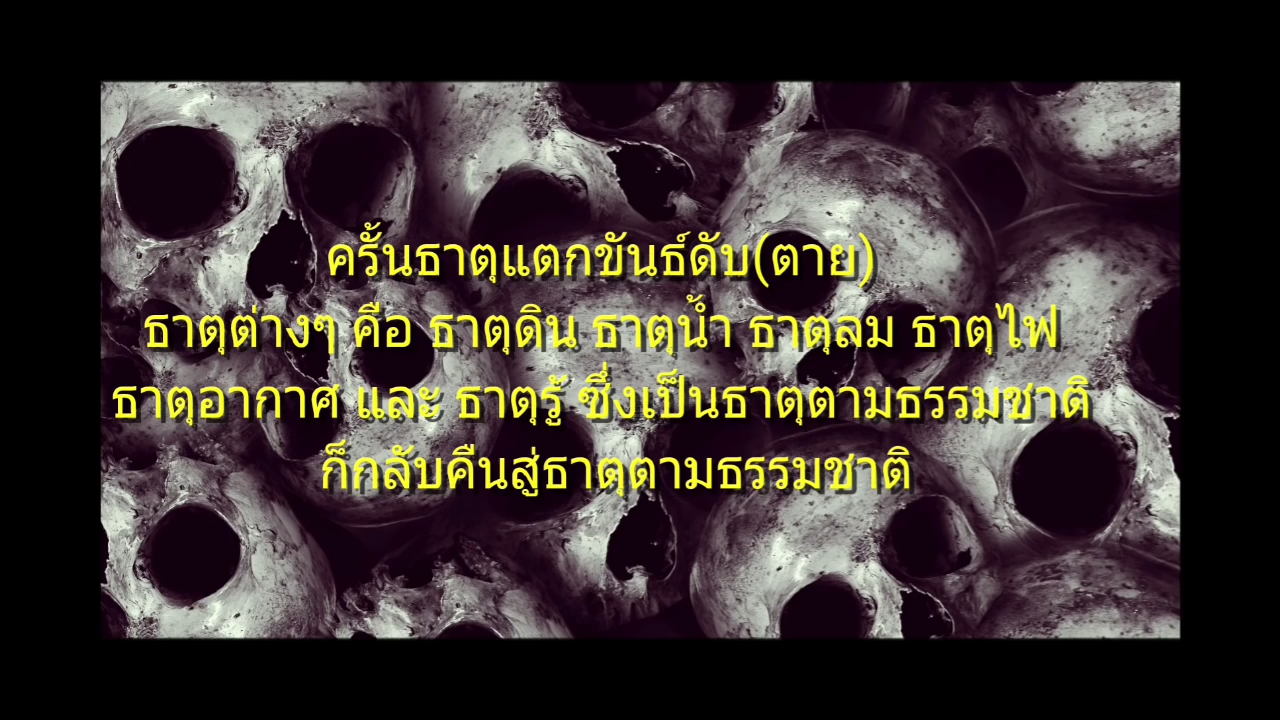 ครั้นธาตุแตกขันธ์ดับ(ตาย)
ธาตุต่างๆ คือ ธาตุดิน ธาตุน้ำ ธาตุลม ธาตุไฟ
ธาตุอากาศ และ ธาตุรู้ ซึ่งเป็นธาตุตามธรรมชาติ
ก็กลับคืนสู่ธาตุตามธรรมชาติ